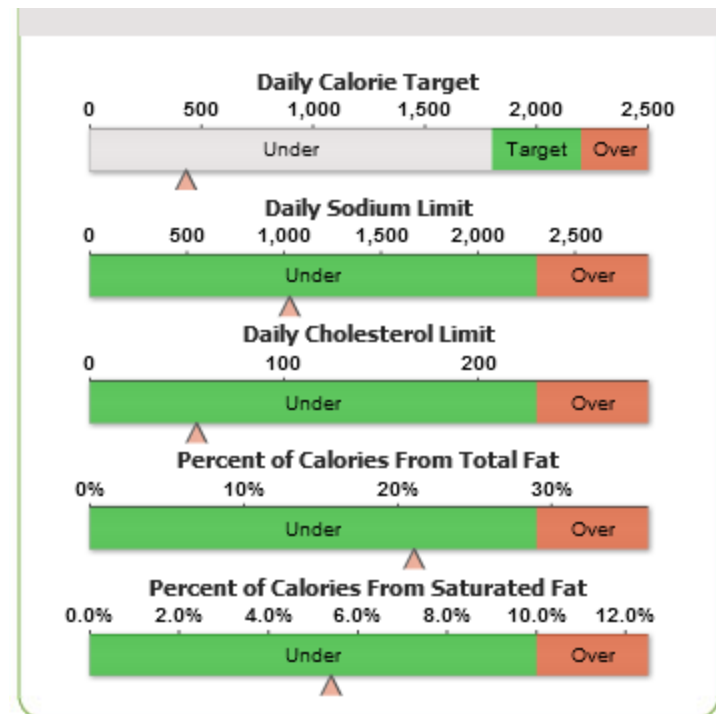 Daily Calorie Target
0 500 1,000 1,500 2,000 2,500
Under Target Over
Daily Sodium Limit
0 500 1,000 1,500 2,000 2,500
Under Over
Daily Cholesterol Limit
0 100 200
Under Over
Percent of Calories From Total Fat
0% 10% 20% 30%
Under Over
Percent of Calories From Saturated Fat
0.0% 2.0% 4.0% 6.0% 8.0% 10.0% 12.0%
Under Over